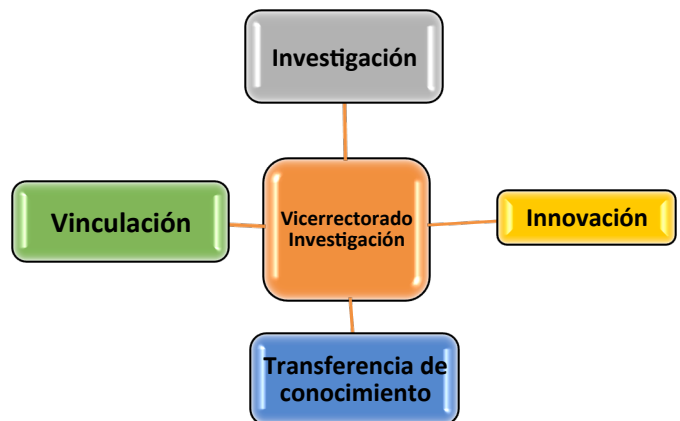 Investigación
Vinculación
Vicerrectorado
Investigación
Innovación
Transferencia de
conocimiento